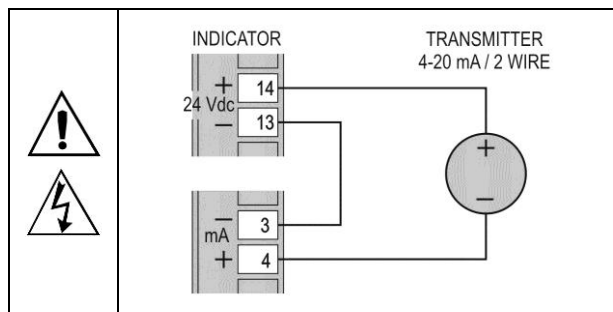 INDICATOR
TRANSMITTER
4-20 mA / 2 WIRE
+ 14
24 Vdc
− 13
− 3
mA
+ 4
+
−